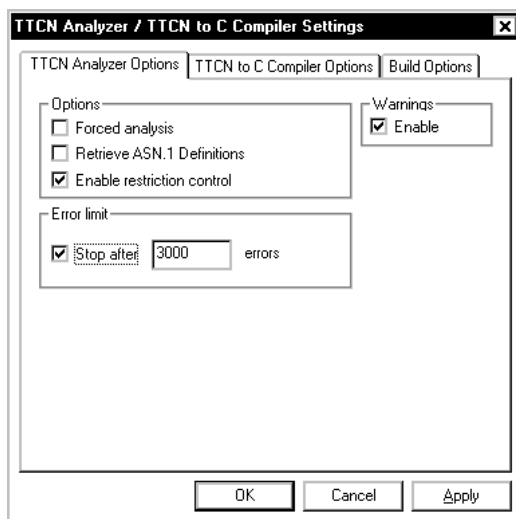 TTCN Analyzer / TTCN to C Compiler Settings
TTCN Analyzer Options TTCN to C Compiler Options Build Options
Options
Forced analysis
Retrieve ASN.1 Definitions
Enable restriction control
Warnings
Enable
Error limit
Stop after 3000 errors
OK Cancel Apply